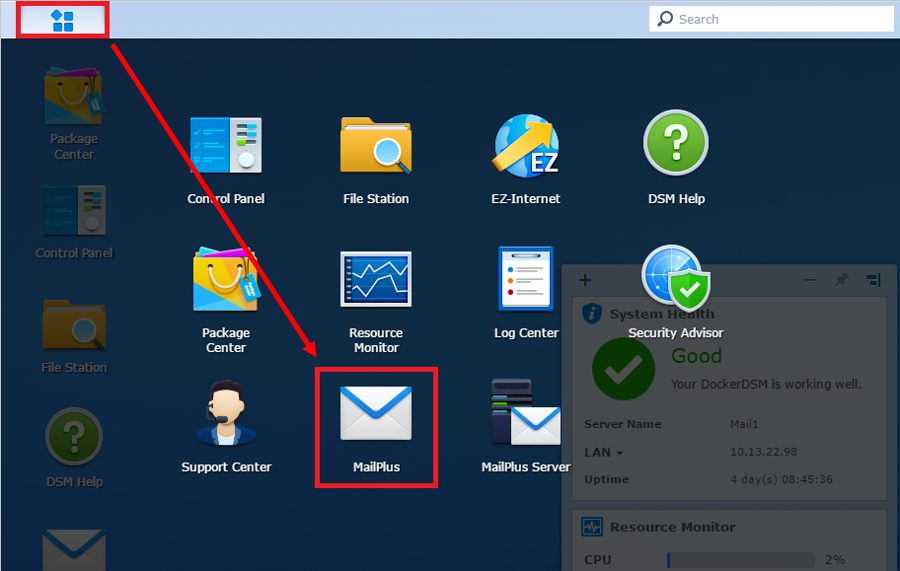 Search
Package
Center
Control Panel
File Station
DSM Help
Control Panel
File Station
EZ
EZ-Internet
DSM Help
Package
Center
Resource
Monitor
Log Center
Security Advisor
Support Center
MailPlus
MailPlus Server
System Health
Good
Your DockerDSM is working well.
Server Name Mail1
LAN 10.13.22.98
Uptime 4 day(s) 08:45:36
Resource Monitor
CPU 2%